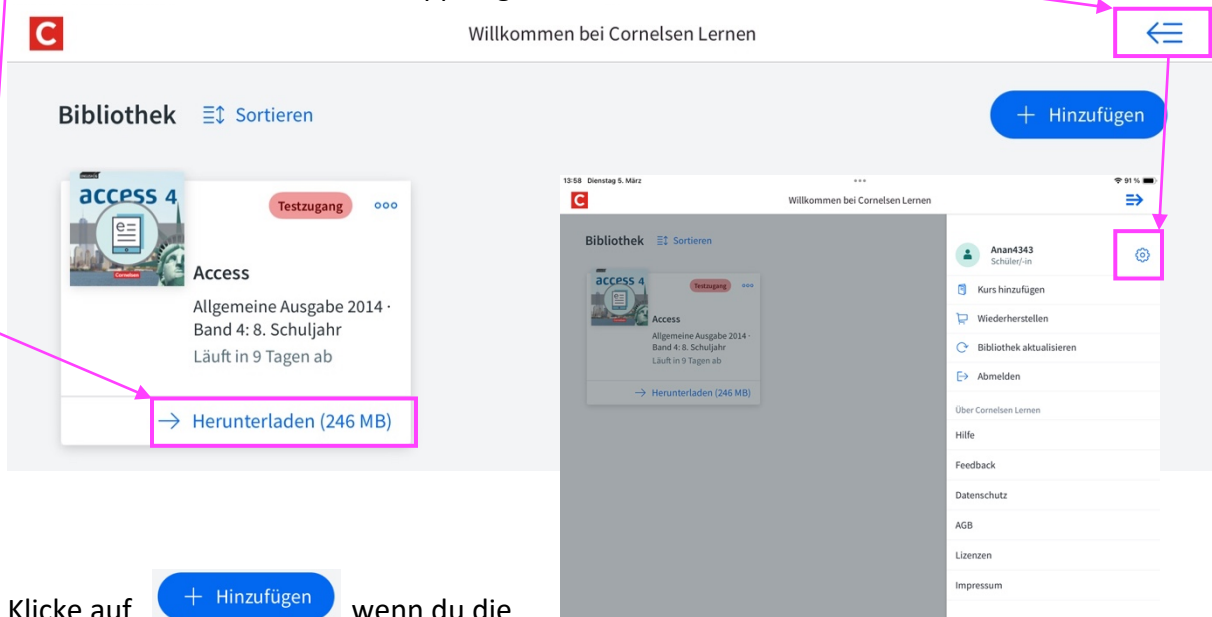 C
Willkommen bei Cornelsen Lernen
Bibliothek Sortieren
+ Hinzufügen
access 4
Cornelsen
Testzugang
Access
Allgemeine Ausgabe 2014 ·
Band 4: 8. Schuljahr
Läuft in 9 Tagen ab
→ Herunterladen (246 MB)
13:58 Dienstag 5. März
91 %
C
Willkommen bei Cornelsen Lernen
Bibliothek Sortieren
access 4
Testzugang
Access
Allgemeine Ausgabe 2014 ·
Band 4: 8. Schuljahr
Läuft in 9 Tagen ab
→ Herunterladen (246 MB)
Anan4343
Schüler/-in
Kurs hinzufügen
Wiederherstellen
Bibliothek aktualisieren
Abmelden
Über Cornelsen Lernen
Hilfe
Feedback
Datenschutz
AGB
Lizenzen
Impressum
Klicke auf + Hinzufügen wenn du die